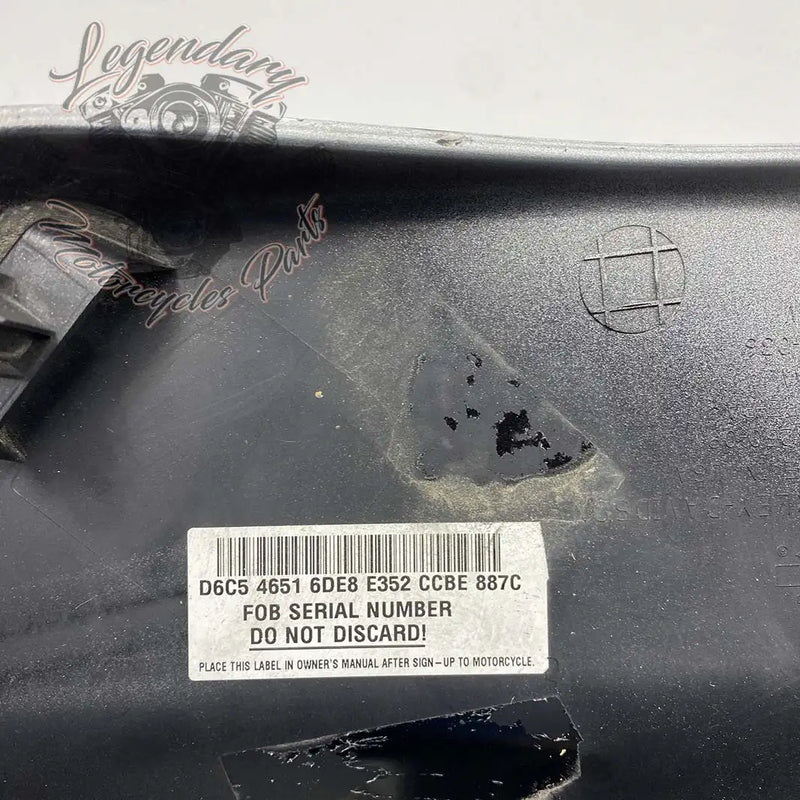 Legendary
Motorcycles Parts
D6C5 4651 6DE8 E352 CCBE 887C
FOB SERIAL NUMBER
DO NOT DISCARD!
PLACE THIS LABEL IN OWNER'S MANUAL AFTER SIGN-UP TO MOTORCYCLE.